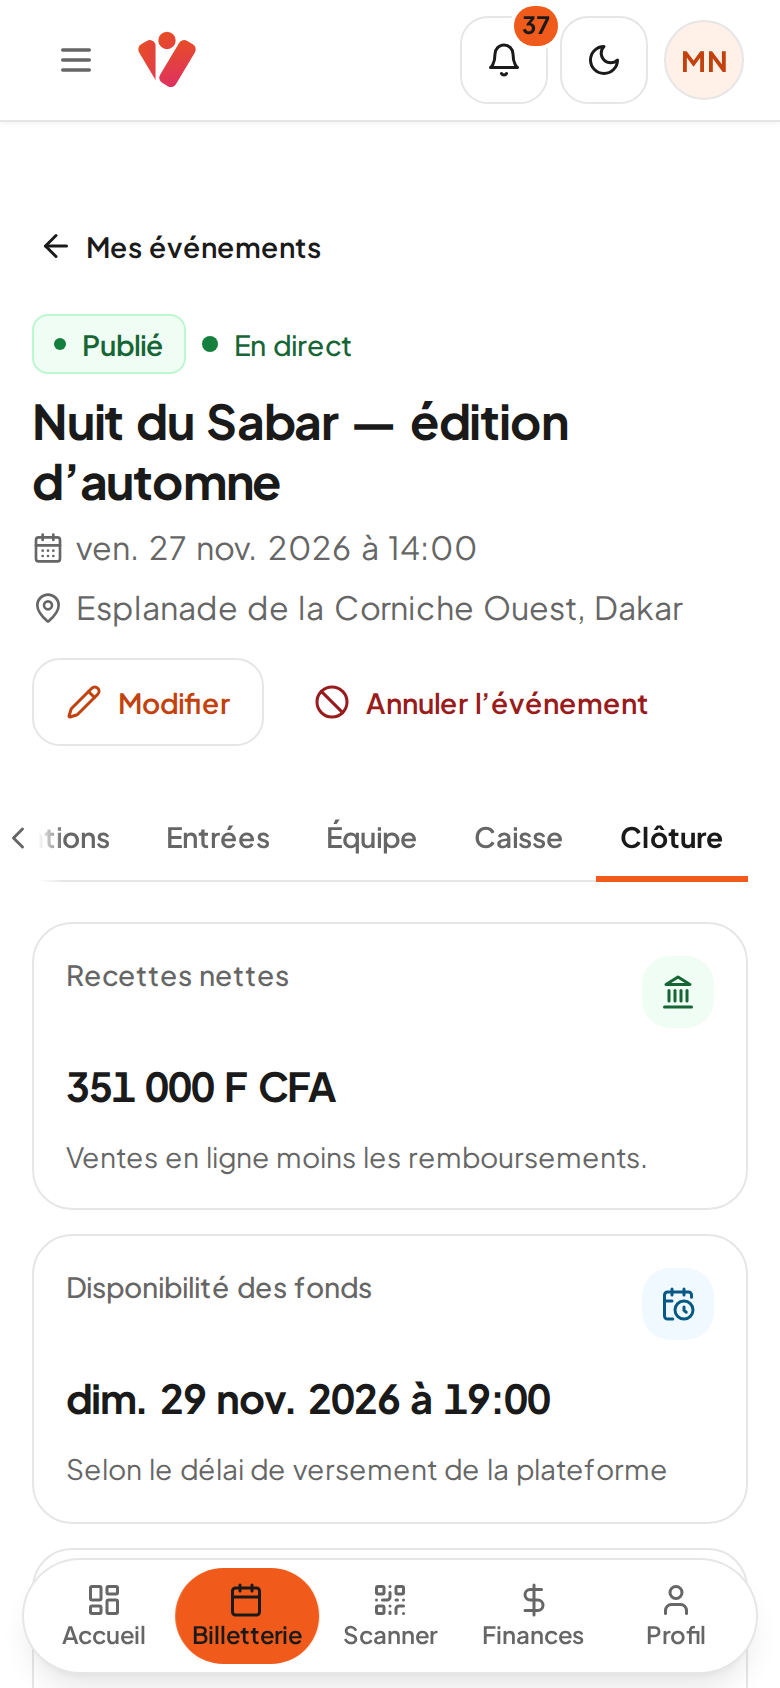 37
MN
Mes événements
Publié
En direct
Nuit du Sabar — édition
d’automne
ven. 27 nov. 2026 à 14:00
Esplanade de la Corniche Ouest, Dakar
Modifier
Annuler l’événement
tions
Entrées
Équipe
Caisse
Clôture
Recettes nettes
351 000 F CFA
Ventes en ligne moins les remboursements.
Disponibilité des fonds
dim. 29 nov. 2026 à 19:00
Selon le délai de versement de la plateforme
Accueil
Billetterie
Scanner
Finances
Profil